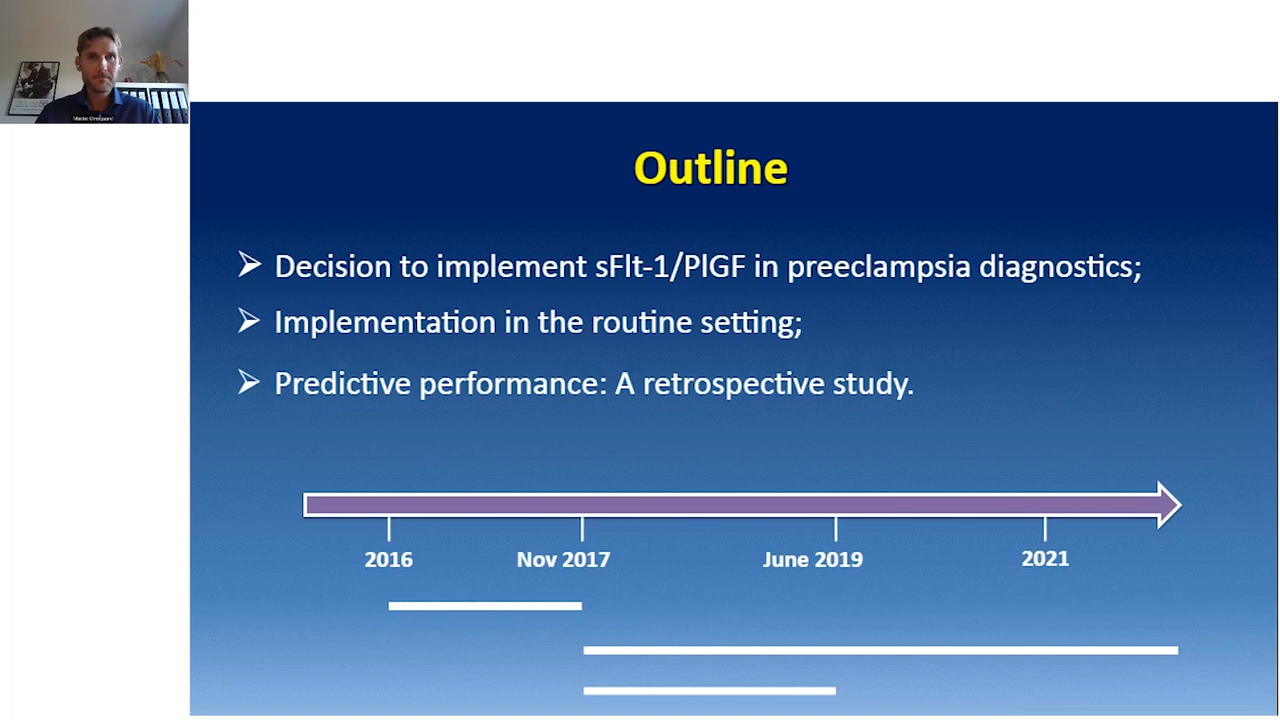 Outline
➢ Decision to implement sFlt-1/PlGF in preeclampsia diagnostics;
➢ Implementation in the routine setting;
➢ Predictive performance: A retrospective study.
2016 Nov 2017 June 2019 2021